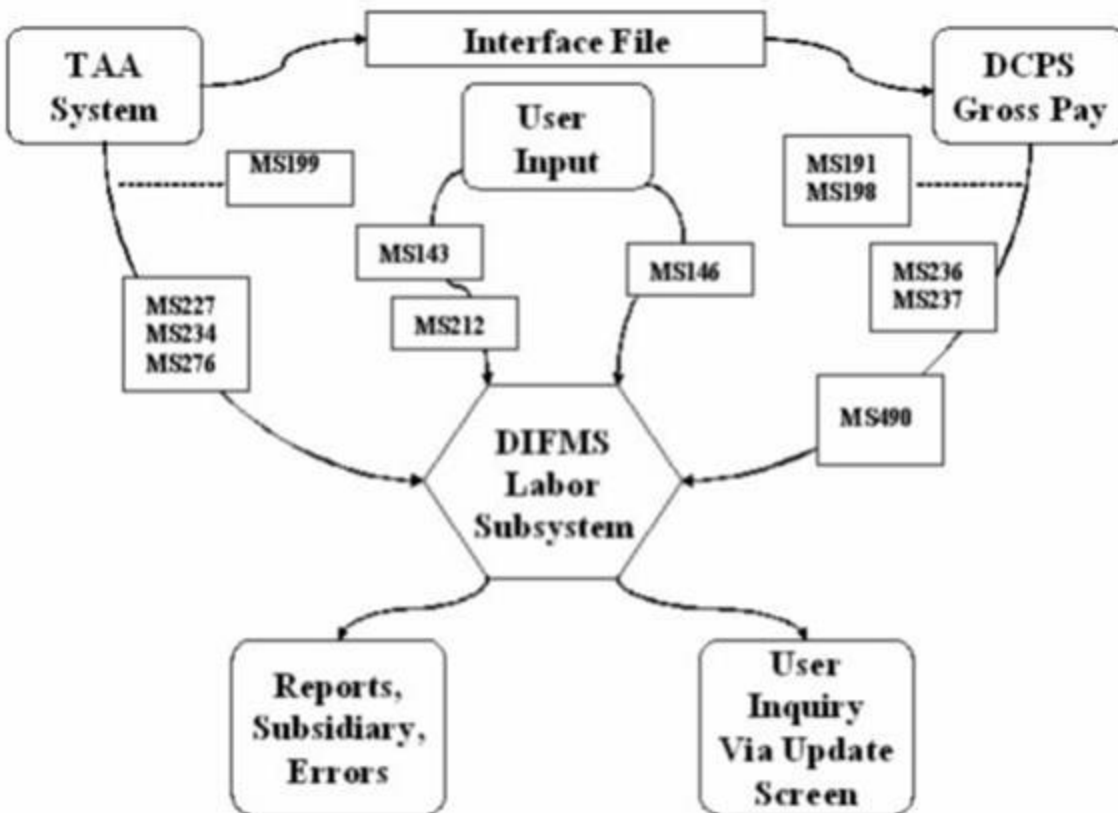 TAA
System
Interface File
DCPS
Gross Pay
User
Input
MS199
MS191
MS198
MS143
MS146
MS236
MS237
MS227
MS234
MS276
MS212
MS490
DIFMS
Labor
Subsystem
Reports,
Subsidiary,
Errors
User
Inquiry
Via Update
Screen